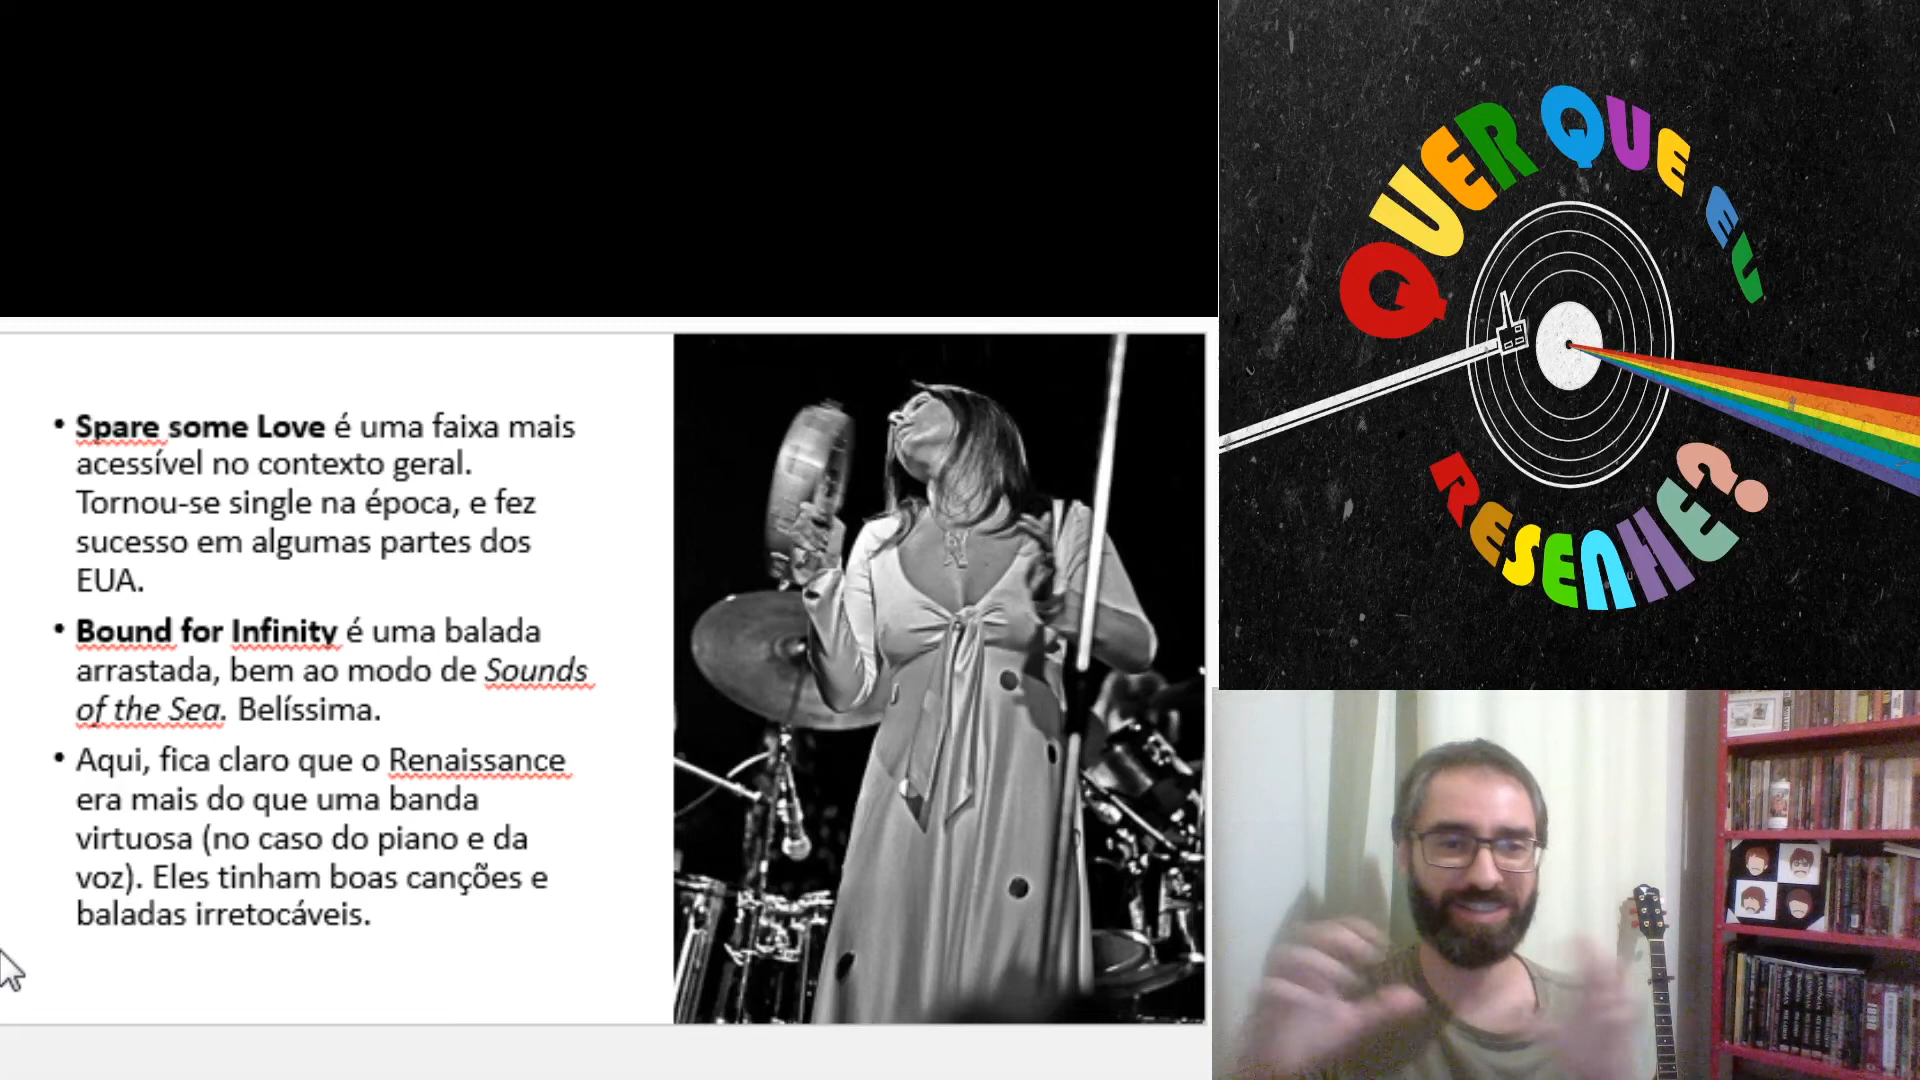 • Spare some Love é uma faixa mais
acessível no contexto geral.
Tornou-se single na época, e fez
sucesso em algumas partes dos
EUA.
• Bound for Infinity é uma balada
arrastada, bem ao modo de Sounds
of the Sea. Belíssima.
• Aqui, fica claro que o Renaissance
era mais do que uma banda
virtuosa (no caso do piano e da
voz). Eles tinham boas canções e
baladas irretocáveis.
QUER QUE EU
RESENHE?